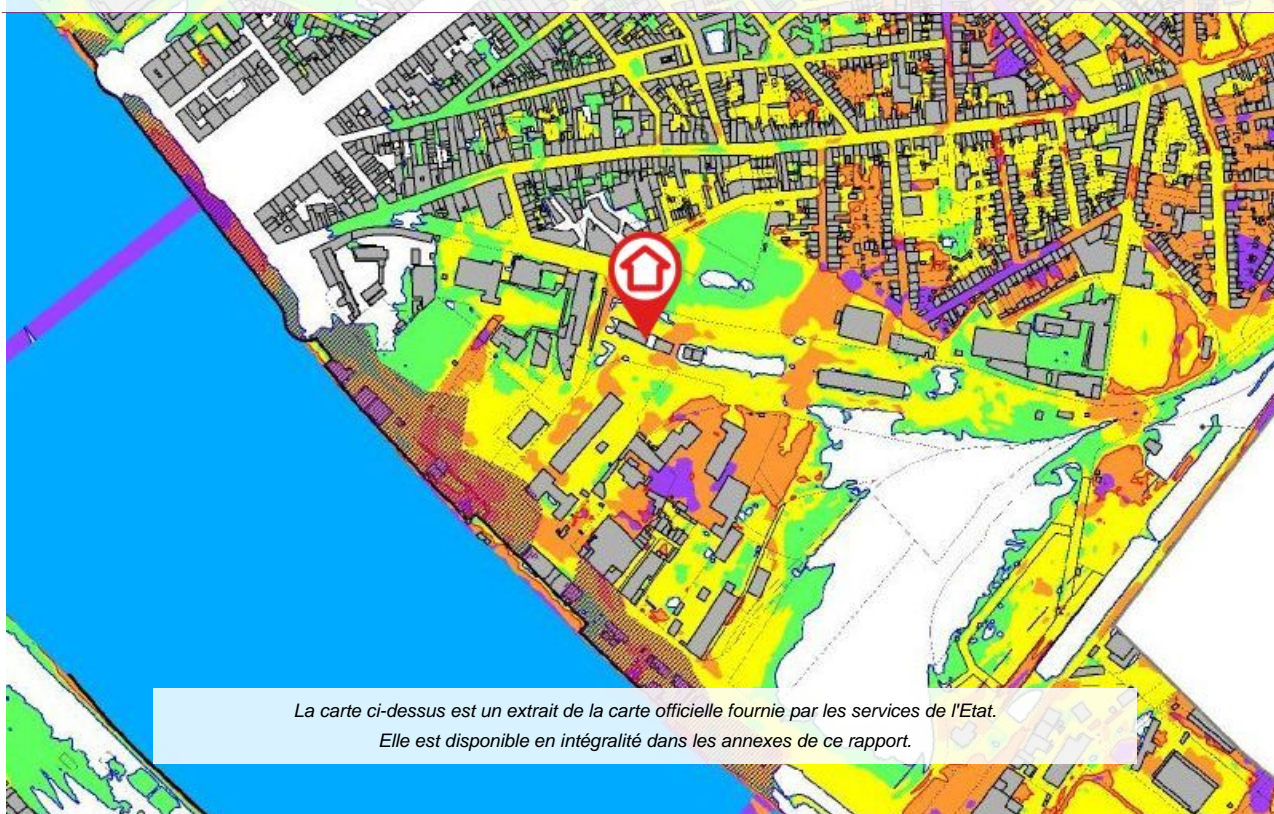 La carte ci-dessus est un extrait de la carte officielle fournie par les services de l'Etat.
Elle est disponible en intégralité dans les annexes de ce rapport.